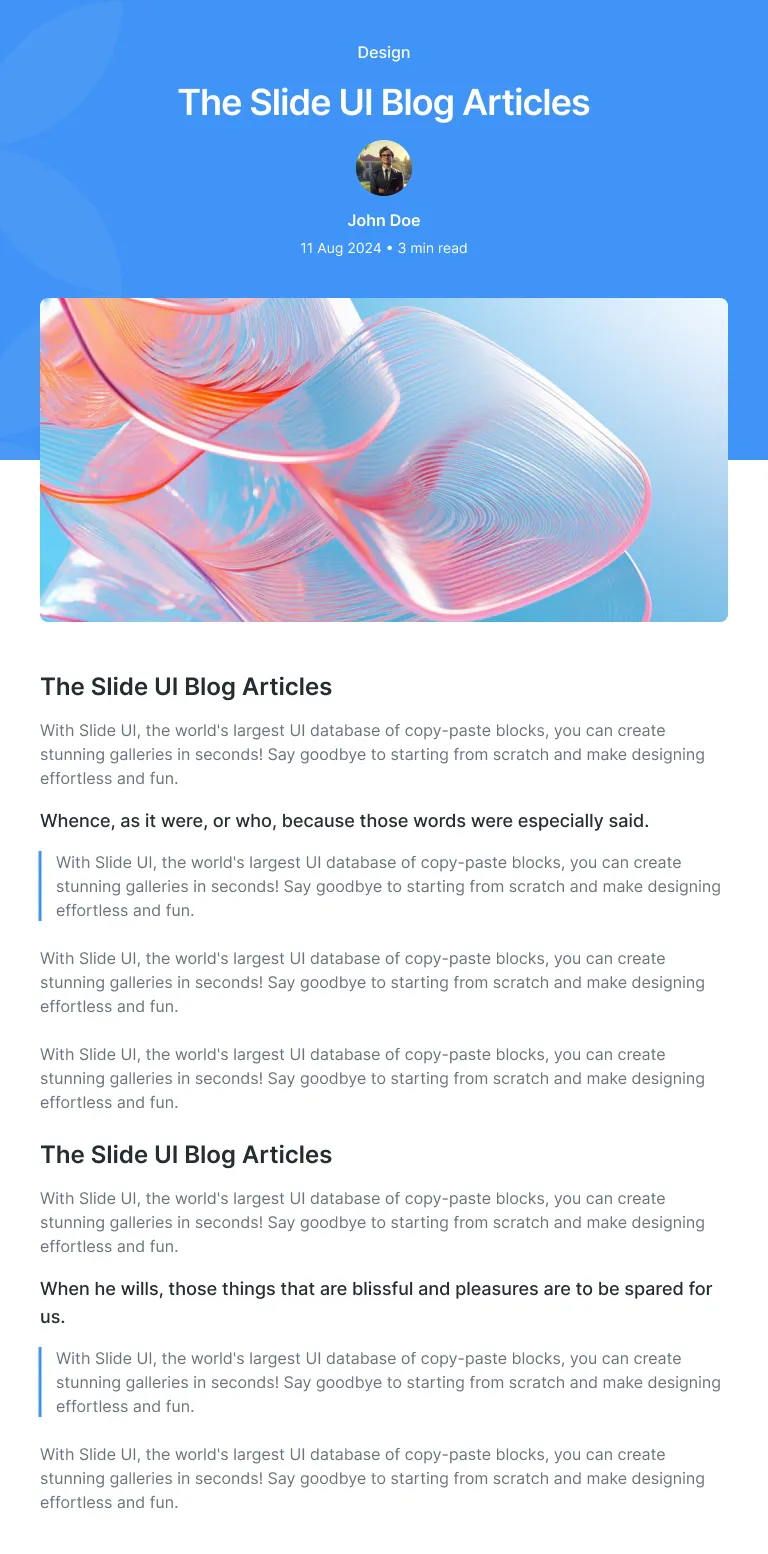 Design
The Slide UI Blog Articles
John Doe
11 Aug 2024 • 3 min read
The Slide UI Blog Articles
With Slide UI, the world's largest UI database of copy-paste blocks, you can create
stunning galleries in seconds! Say goodbye to starting from scratch and make designing
effortless and fun.
Whence, as it were, or who, because those words were especially said.
With Slide UI, the world's largest UI database of copy-paste blocks, you can create
stunning galleries in seconds! Say goodbye to starting from scratch and make designing
effortless and fun.
With Slide UI, the world's largest UI database of copy-paste blocks, you can create
stunning galleries in seconds! Say goodbye to starting from scratch and make designing
effortless and fun.
With Slide UI, the world's largest UI database of copy-paste blocks, you can create
stunning galleries in seconds! Say goodbye to starting from scratch and make designing
effortless and fun.
The Slide UI Blog Articles
With Slide UI, the world's largest UI database of copy-paste blocks, you can create
stunning galleries in seconds! Say goodbye to starting from scratch and make designing
effortless and fun.
When he wills, those things that are blissful and pleasures are to be spared for
us.
With Slide UI, the world's largest UI database of copy-paste blocks, you can create
stunning galleries in seconds! Say goodbye to starting from scratch and make designing
effortless and fun.
With Slide UI, the world's largest UI database of copy-paste blocks, you can create
stunning galleries in seconds! Say goodbye to starting from scratch and make designing
effortless and fun.